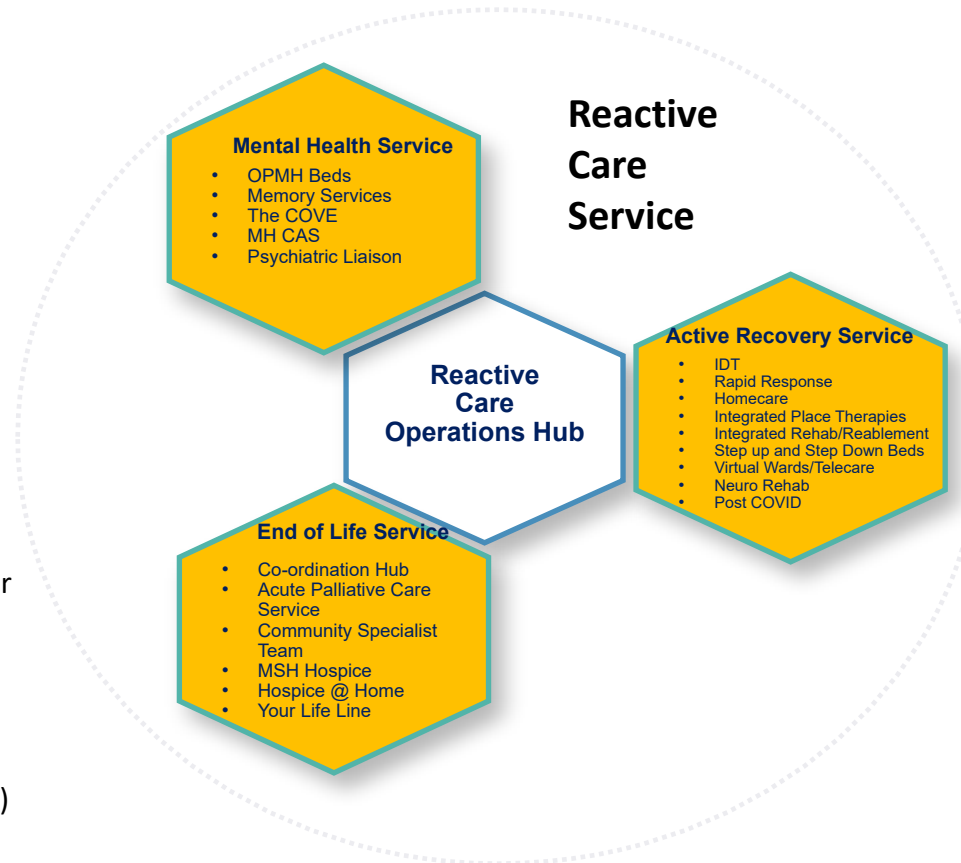 Reactive
Care
Service
Mental Health Service
• OPMH Beds
• Memory Services
• The COVE
• MH CAS
• Psychiatric Liaison
Reactive
Care
Operations Hub
Active Recovery Service
• IDT
• Rapid Response
• Homecare
• Integrated Place Therapies
• Integrated Rehab/Reablement
• Step up and Step Down Beds
• Virtual Wards/Telecare
• Neuro Rehab
• Post COVID
End of Life Service
• Co-ordination Hub
• Acute Palliative Care
Service
• Community Specialist
Team
• MSH Hospice
• Hospice @ Home
• Your Life Line
r
)